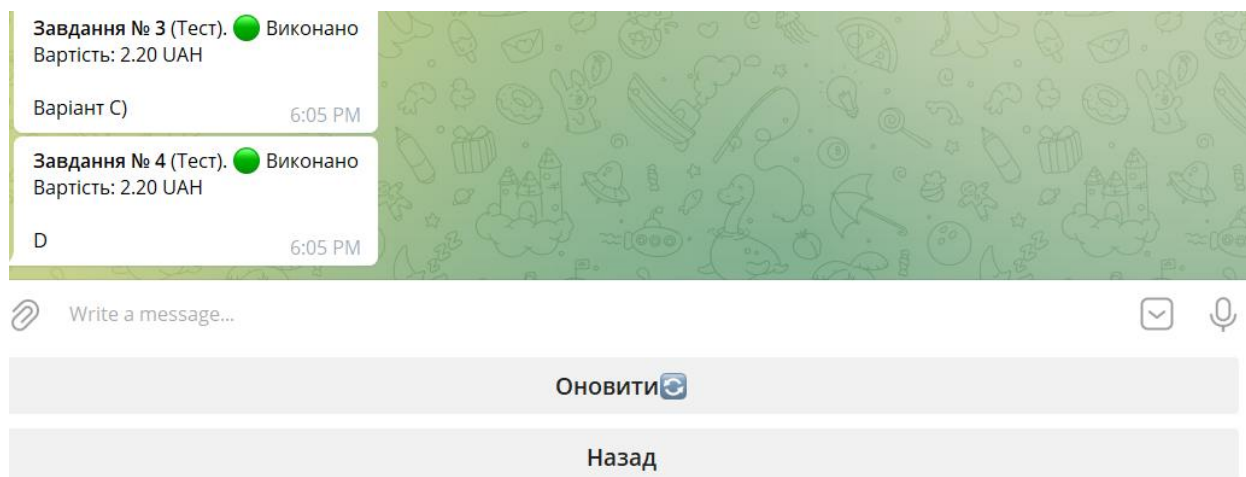 Завдання № 3 (Тест). 🟢 Виконано
Вартість: 2.20 UAH
Варіант C)
6:05 PM
Завдання № 4 (Тест). 🟢 Виконано
Вартість: 2.20 UAH
D
6:05 PM
Write a message...
Оновити🔄
Назад